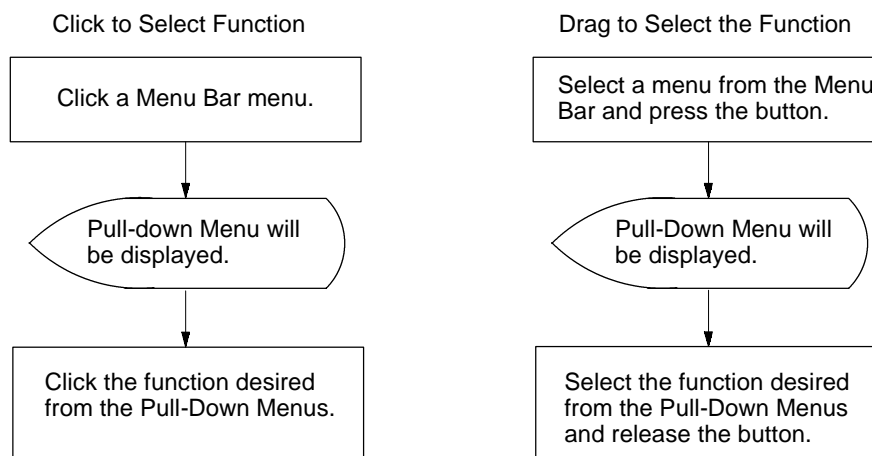 Click to Select Function
Click a Menu Bar menu.
Pull-down Menu will
be displayed.
Click the function desired
from the Pull-Down Menus.
Drag to Select the Function
Select a menu from the Menu
Bar and press the button.
Pull-Down Menu will
be displayed.
Select the function desired
from the Pull-Down Menus
and release the button.